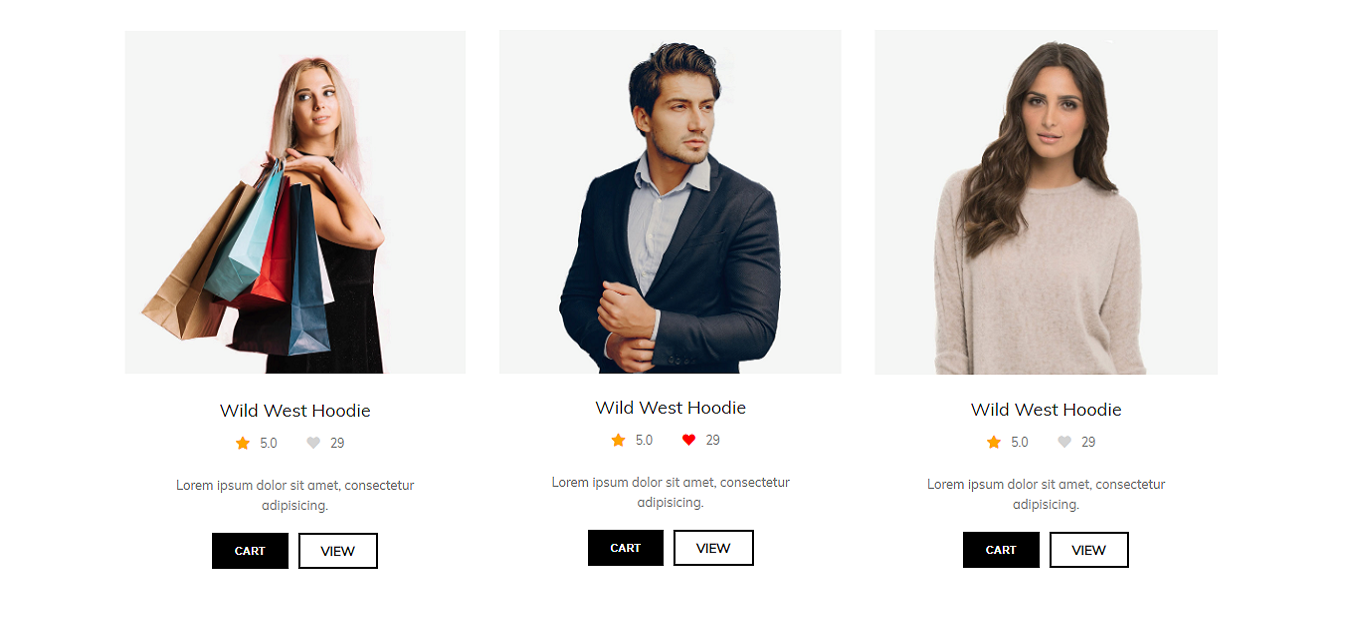 Wild West Hoodie
5.0 29
Lorem ipsum dolor sit amet, consectetur
adipisicing.
CART VIEW
Wild West Hoodie
5.0 29
Lorem ipsum dolor sit amet, consectetur
adipisicing.
CART VIEW
Wild West Hoodie
5.0 29
Lorem ipsum dolor sit amet, consectetur
adipisicing.
CART VIEW